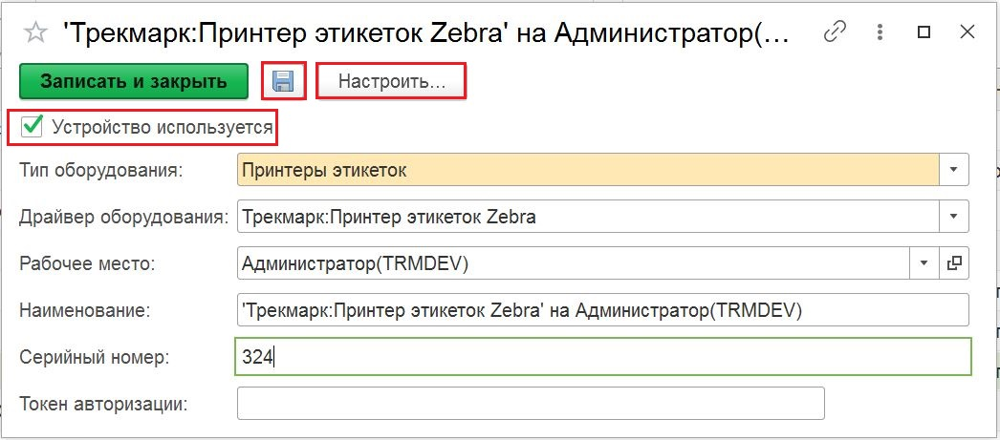 'Трекмарк:Принтер этикеток Zebra' на Администратор(...
Записать и закрыть Настроить...
Устройство используется
Тип оборудования: Принтеры этикеток
Драйвер оборудования: Трекмарк:Принтер этикеток Zebra
Рабочее место: Администратор(TRMDEV)
Наименование: 'Трекмарк:Принтер этикеток Zebra' на Администратор(TRMDEV)
Серийный номер: 324
Токен авторизации: